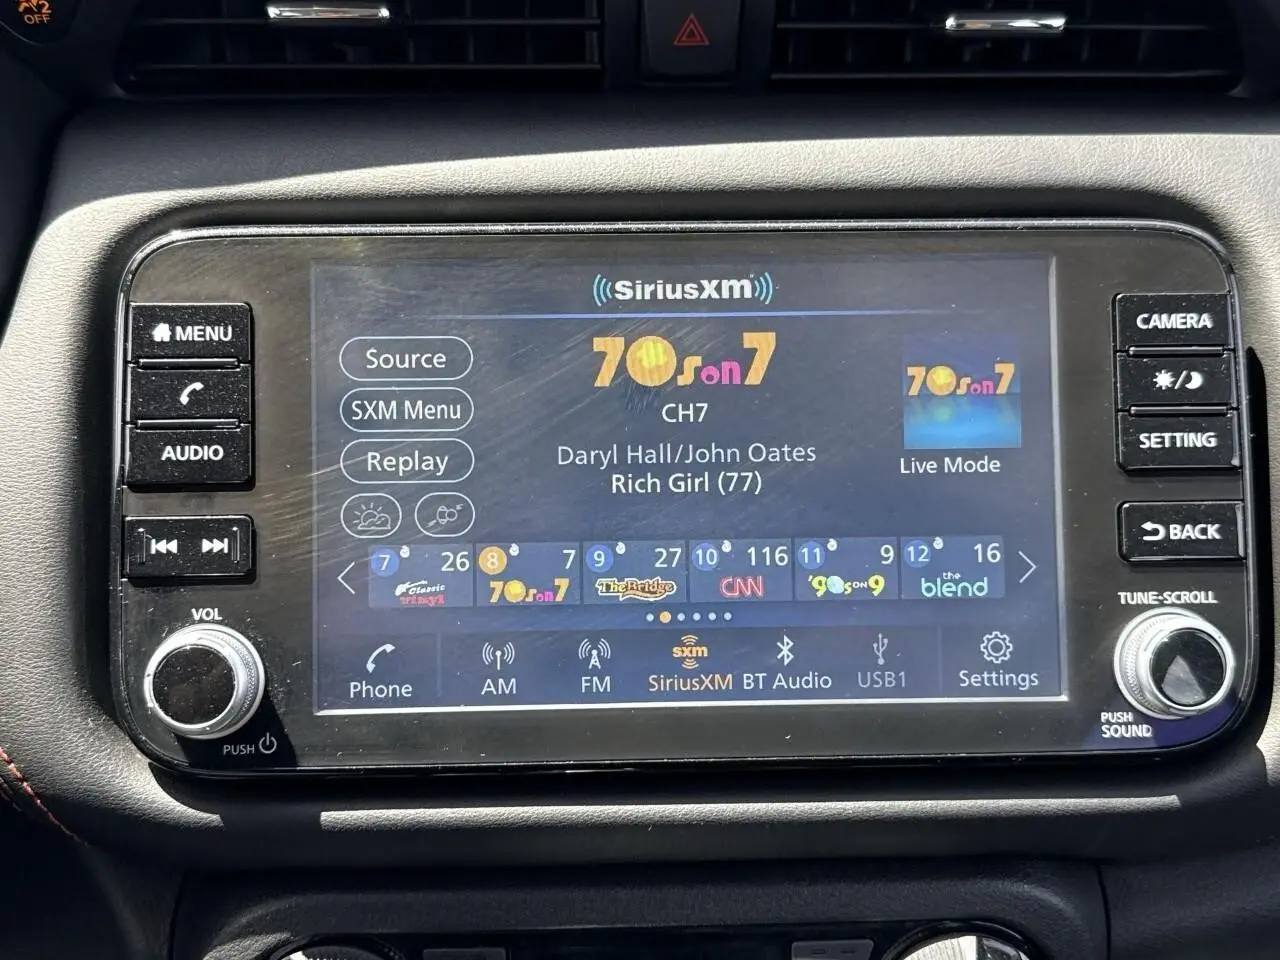 OFF
MENU
AUDIO
VOL
PUSH
SiriusXM
Source
SXM Menu
Replay
70s on 7
CH7
Daryl Hall/John Oates
Rich Girl (77)
70s on 7
Live Mode
7 26 Classic Vinyl
8 7 70s on 7
9 27 The Bridge
10 116 CNN
11 9 '90s ON 9
12 16 the blend
Phone
AM
FM
sxm
SiriusXM
BT Audio
USB1
Settings
CAMERA
SETTING
BACK
TUNE·SCROLL
PUSH
SOUND